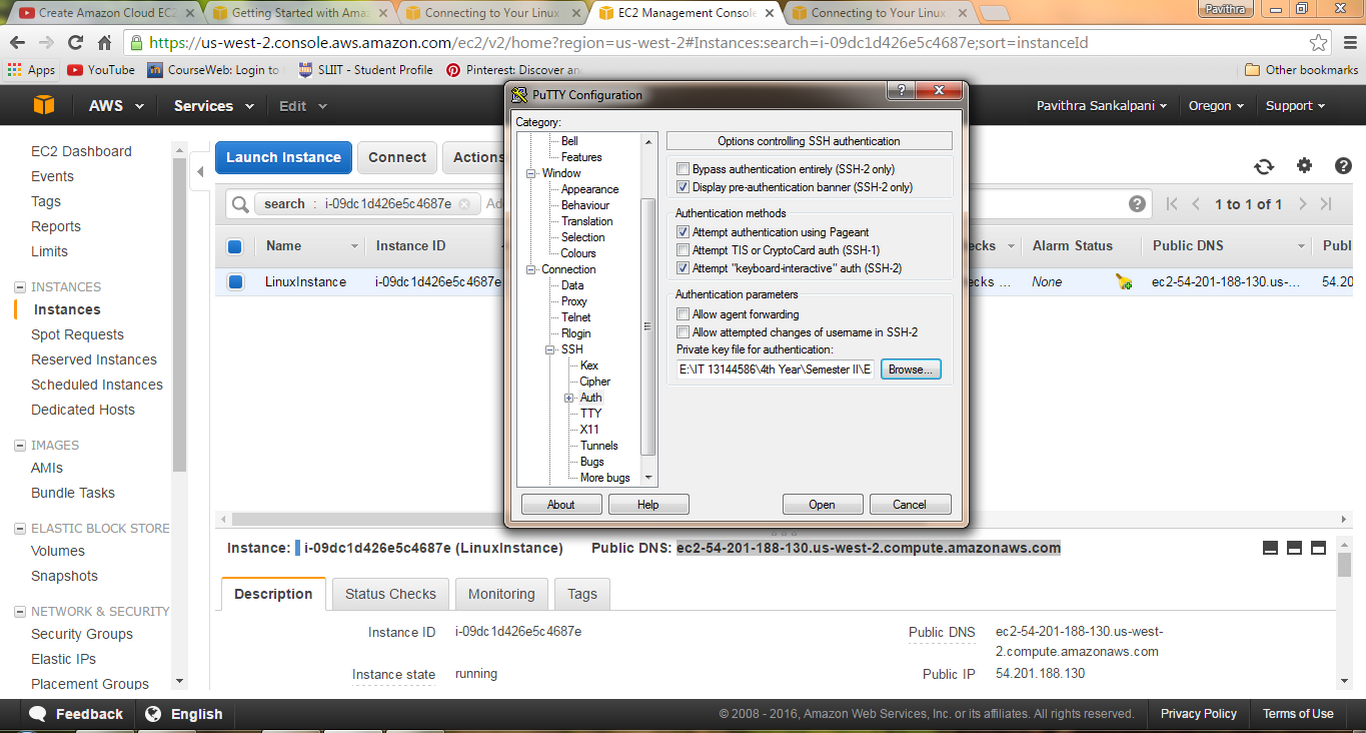 Create Amazon Cloud EC2
Getting Started with Amaz
Connecting to Your Linux
EC2 Management Console
Connecting to Your Linux
Pavithra
https://us-west-2.console.aws.amazon.com/ec2/v2/home?region=us-west-2#Instances:search=i-09dc1d426e5c4687e;sort=instanceId
Apps YouTube CourseWeb: Login to SLIIT - Student Profile Pinterest: Discover an Other bookmarks
AWS Services Edit Pavithra Sankalpani Oregon Support
EC2 Dashboard
Events
Tags
Reports
Limits
INSTANCES
Instances
Spot Requests
Reserved Instances
Scheduled Instances
Dedicated Hosts
IMAGES
AMIs
Bundle Tasks
ELASTIC BLOCK STORE
Volumes
Snapshots
NETWORK & SECURITY
Security Groups
Elastic IPs
Placement Groups
Launch Instance Connect Actions
search : i-09dc1d426e5c4687e Ad
1 to 1 of 1
Name Instance ID ecks Alarm Status Public DNS Publ
LinuxInstance i-09dc1d426e5c4687e ecks ... None ec2-54-201-188-130.us-... 54.20
PuTTY Configuration
Category:
Bell
Features
Window
Appearance
Behaviour
Translation
Selection
Colours
Connection
Data
Proxy
Telnet
Rlogin
SSH
Kex
Cipher
Auth
TTY
X11
Tunnels
Bugs
More bugs
Options controlling SSH authentication
Bypass authentication entirely (SSH-2 only)
Display pre-authentication banner (SSH-2 only)
Authentication methods
Attempt authentication using Pageant
Attempt TIS or CryptoCard auth (SSH-1)
Attempt "keyboard-interactive" auth (SSH-2)
Authentication parameters
Allow agent forwarding
Allow attempted changes of username in SSH-2
Private key file for authentication:
E:\IT 13144586\4th Year\Semester II\E Browse...
About Help Open Cancel
Instance: i-09dc1d426e5c4687e (LinuxInstance) Public DNS: ec2-54-201-188-130.us-west-2.compute.amazonaws.com
Description Status Checks Monitoring Tags
Instance ID i-09dc1d426e5c4687e Public DNS ec2-54-201-188-130.us-west-
2.compute.amazonaws.com
Instance state running Public IP 54.201.188.130
Feedback English © 2008 - 2016, Amazon Web Services, Inc. or its affiliates. All rights reserved. Privacy Policy Terms of Use